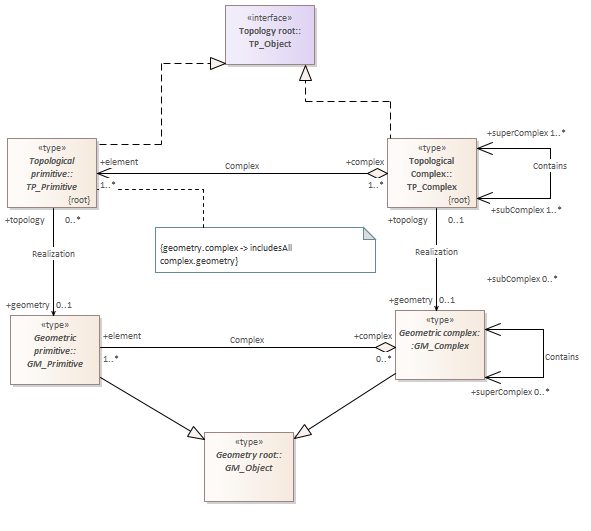 «interface»
Topology root::
TP_Object
«type»
Topological
primitive::
TP_Primitive
{root}
+element
1..*
Complex
+complex
1..*
«type»
Topological
Complex::
TP_Complex
{root}
+superComplex 1..*
Contains
+subComplex 1..*
+topology 0..*
Realization
+geometry 0..1
{geometry.complex -> includesAll
complex.geometry}
+topology 0..1
Realization
+geometry 0..1
+subComplex 0..*
«type»
Geometric
primitive::
GM_Primitive
+element
1..*
Complex
+complex
0..*
«type»
Geometric complex:
:GM_Complex
Contains
+superComplex 0..*
«type»
Geometry root::
GM_Object